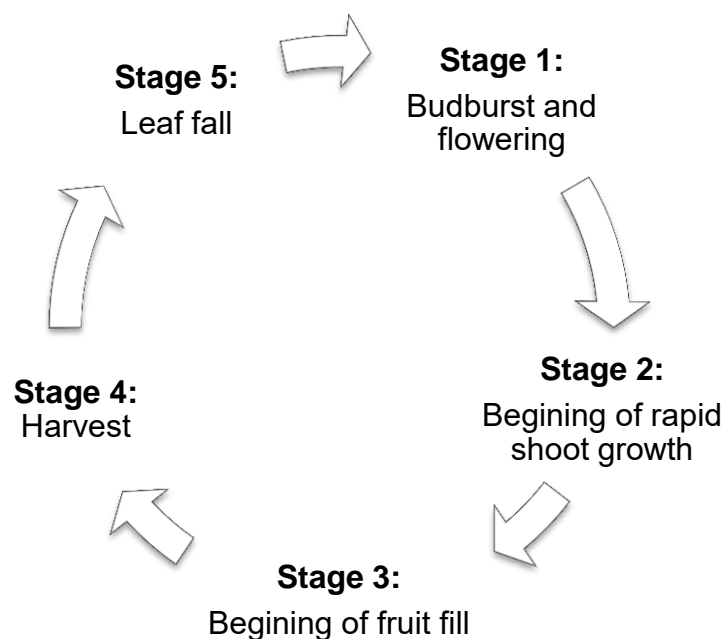 Stage 1:
Budburst and
flowering
Stage 2:
Begining of rapid
shoot growth
Stage 3:
Begining of fruit fill
Stage 4:
Harvest
Stage 5:
Leaf fall